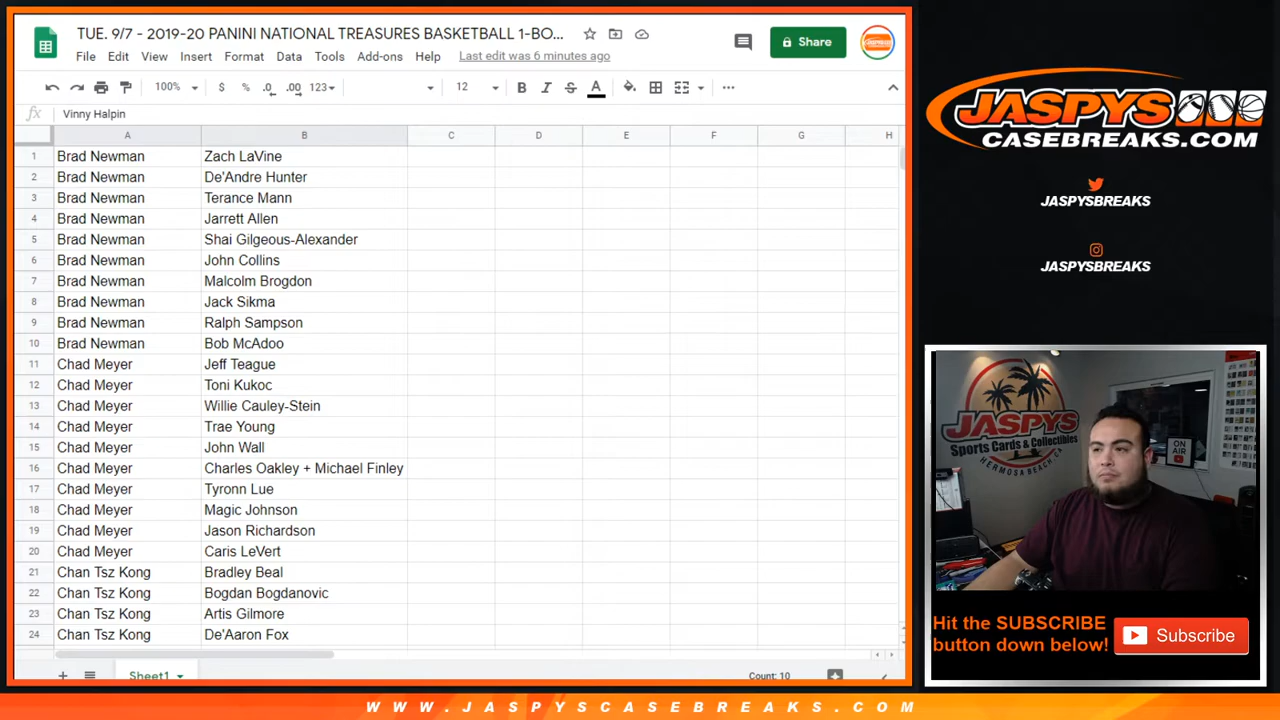 TUE. 9/7 - 2019-20 PANINI NATIONAL TREASURES BASKETBALL 1-BO...
Share
File Edit View Insert Format Data Tools Add-ons Help Last edit was 6 minutes ago
100% $ % .0 .00 123 12 B I S A
fx Vinny Halpin
A B C D E F G H
1 Brad Newman Zach LaVine
2 Brad Newman De'Andre Hunter
3 Brad Newman Terance Mann
4 Brad Newman Jarrett Allen
5 Brad Newman Shai Gilgeous-Alexander
6 Brad Newman John Collins
7 Brad Newman Malcolm Brogdon
8 Brad Newman Jack Sikma
9 Brad Newman Ralph Sampson
10 Brad Newman Bob McAdoo
11 Chad Meyer Jeff Teague
12 Chad Meyer Toni Kukoc
13 Chad Meyer Willie Cauley-Stein
14 Chad Meyer Trae Young
15 Chad Meyer John Wall
16 Chad Meyer Charles Oakley + Michael Finley
17 Chad Meyer Tyronn Lue
18 Chad Meyer Magic Johnson
19 Chad Meyer Jason Richardson
20 Chad Meyer Caris LeVert
21 Chan Tsz Kong Bradley Beal
22 Chan Tsz Kong Bogdan Bogdanovic
23 Chan Tsz Kong Artis Gilmore
24 Chan Tsz Kong De'Aaron Fox
Sheet1 Count: 10
JASPYS
CASEBREAKS.COM
JASPYSBREAKS
JASPYSBREAKS
JASPYS
Sports Cards & Collectibles
HERMOSA BEACH, CA
ON
AIR
Hit the SUBSCRIBE
button down below!
Subscribe
WWW.JASPYSCASEBREAKS.COM